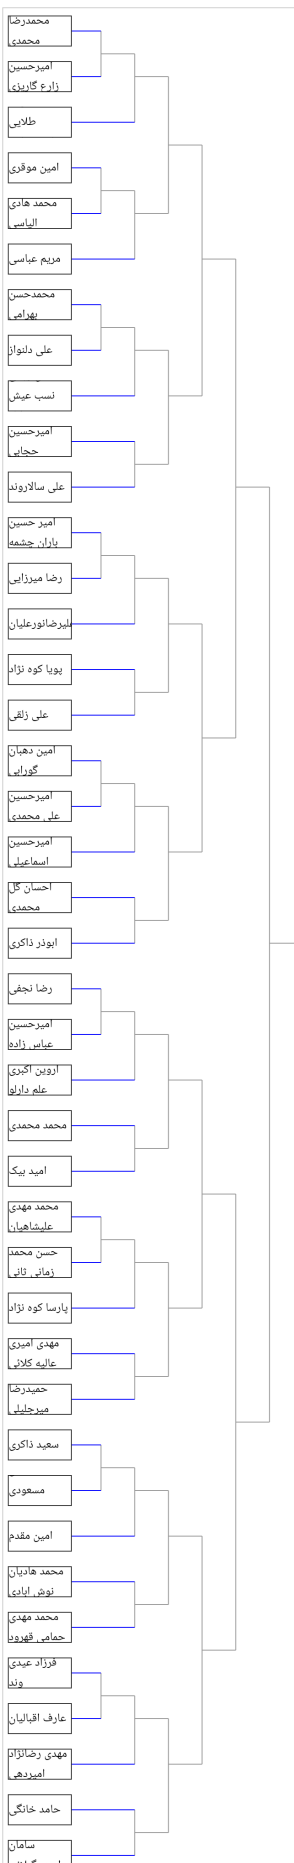 محمدرضا
محمدی
امیرحسین
زارع گاریزی
طلایی
امین موقری
محمد هادی
الیاسی
مریم عباسی
محمدحسن
بهرامی
علی دلنواز
نسب عیش
امیرحسین
حجابی
علی سالاروند
امیر حسین
باران چشمه
رضا میرزایی
علیرضانورعلیان
پویا کوه نژاد
علی زلقی
امین دهبان
گورابی
امیرحسین
علی محمدی
امیرحسین
اسماعیلی
احسان گل
محمدی
ابوذر ذاکری
رضا نجفی
امیرحسین
عباس زاده
آروین اکبری
علم دارلو
محمد محمدی
امید بیک
محمد مهدی
علیشاهیان
حسن محمد
زمانی ثانی
پارسا کوه نژاد
مهدی امیری
عالیه کلائی
حمیدرضا
میرجلیلی
سعید ذاکری
مسعودی
امین مقدم
محمد هادیان
نوش ابادی
محمد مهدی
حمامی قهرود
فرزاد عیدی
وند
عارف اقبالیان
مهدی رضانژاد
امیردهی
حامد خانگی
سامان